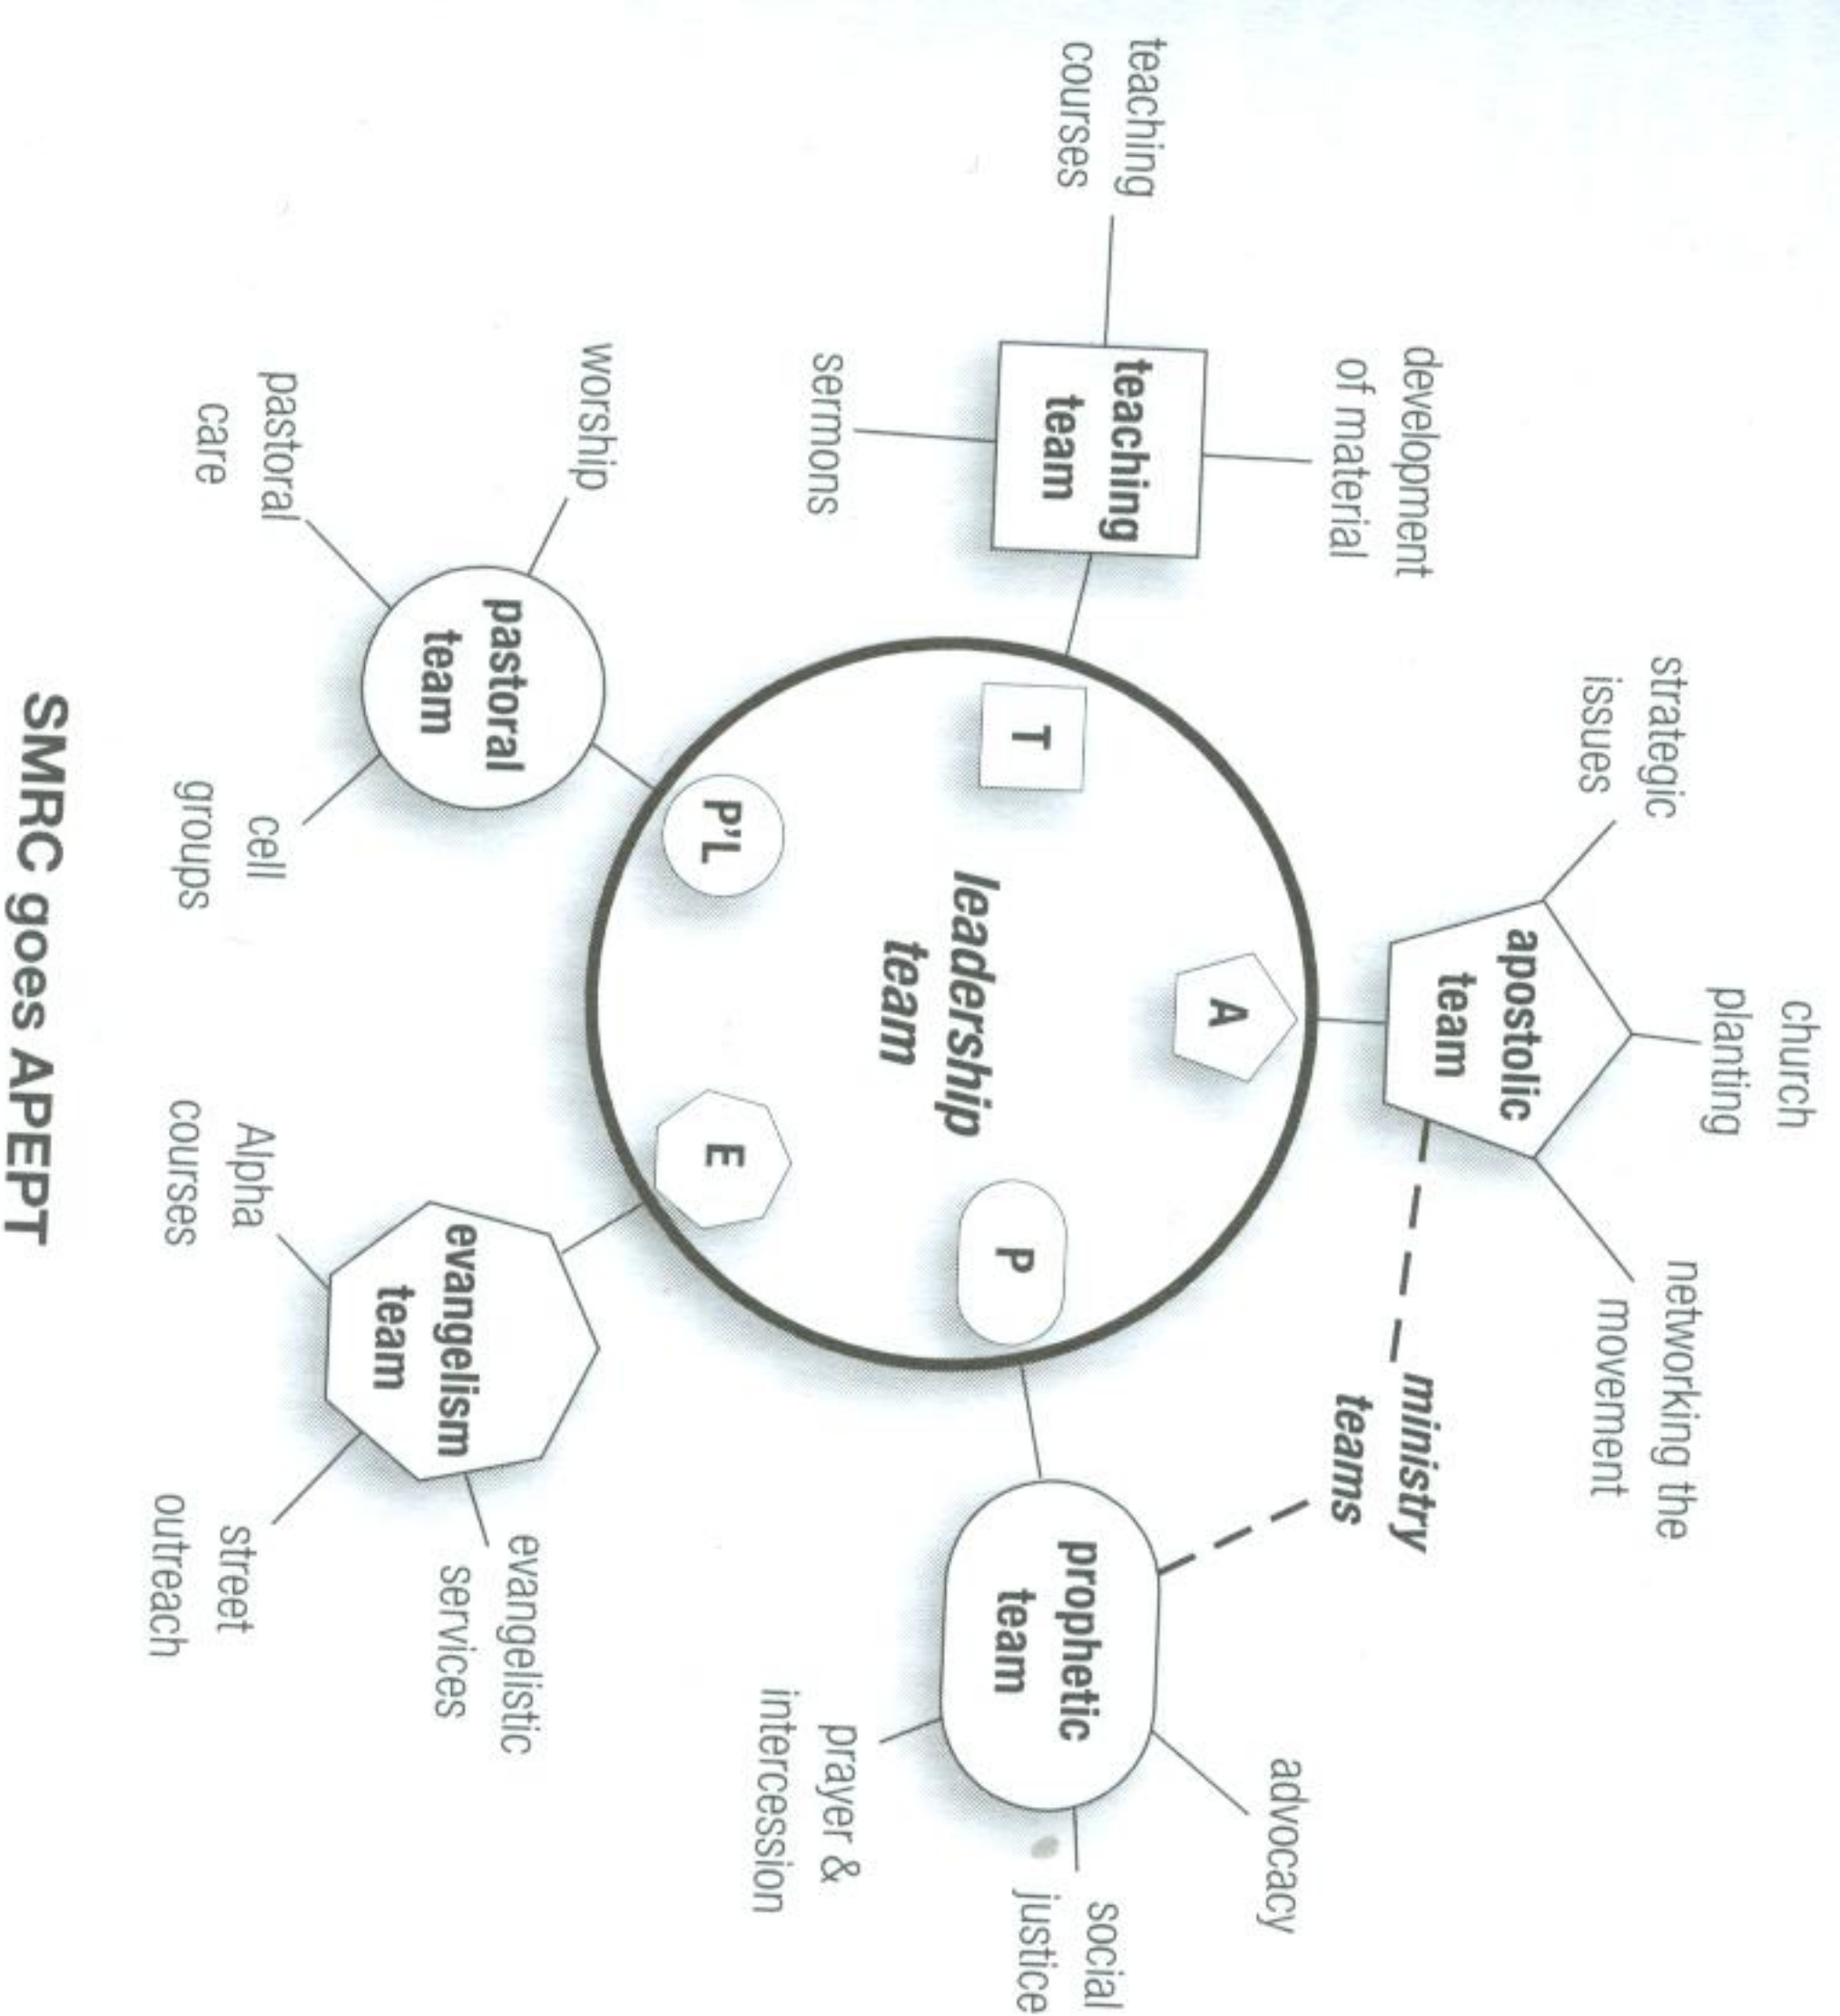 church
planting
strategic
issues
networking the
movement
apostolic
team
ministry
teams
development
of material
teaching
courses
teaching
team
sermons
A
T
P
leadership
team
P'L
E
advocacy
prophetic
team
social
justice
prayer &
intercession
worship
pastoral
team
pastoral
care
cell
groups
evangelism
team
evangelistic
services
Alpha
courses
street
outreach
SMRC goes APEPT